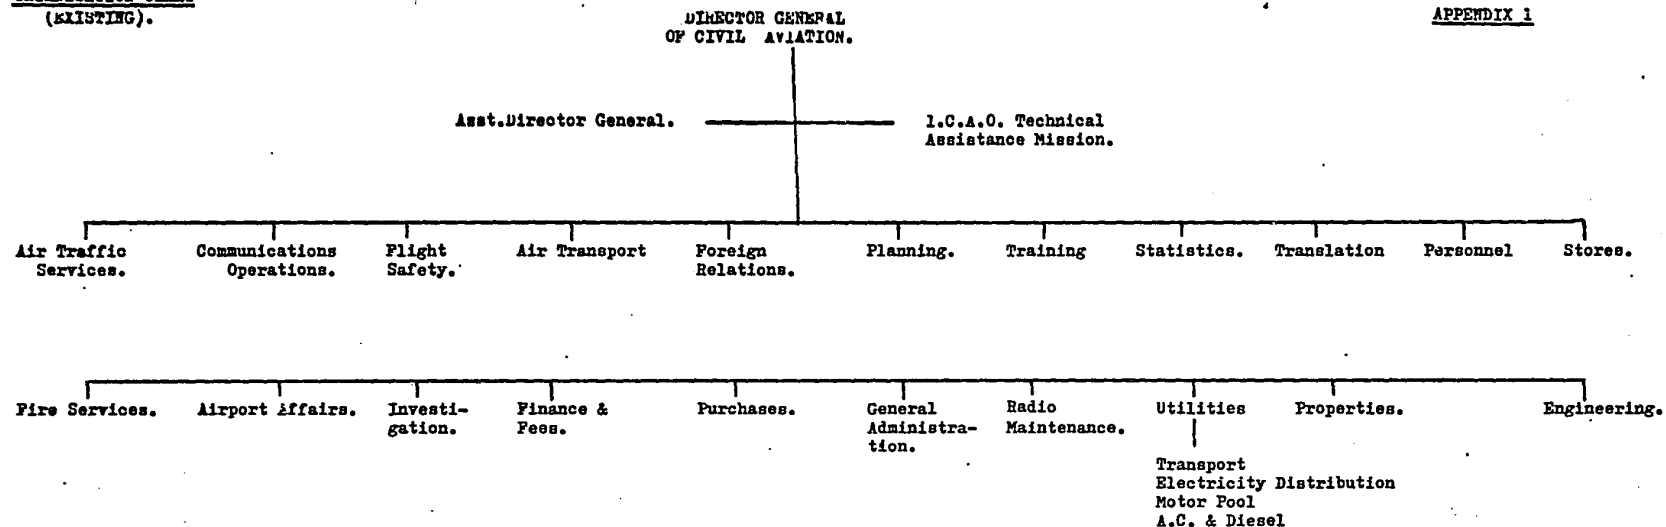 (EXISTING).
DIRECTOR GENERAL
OF CIVIL AVIATION.
APPENDIX 1
Asst.Director General.
I.C.A.O. Technical
Assistance Mission.
Air Traffic
Services.
Communications
Operations.
Flight
Safety.
Air Transport
Foreign
Relations.
Planning.
Training
Statistics.
Translation
Personnel
Stores.
Fire Services.
Airport Affairs.
Investi-
gation.
Finance &
Fees.
Purchases.
General
Administra-
tion.
Radio
Maintenance.
Utilities
Properties.
Engineering.
Transport
Electricity Distribution
Motor Pool
A.C. & Diesel